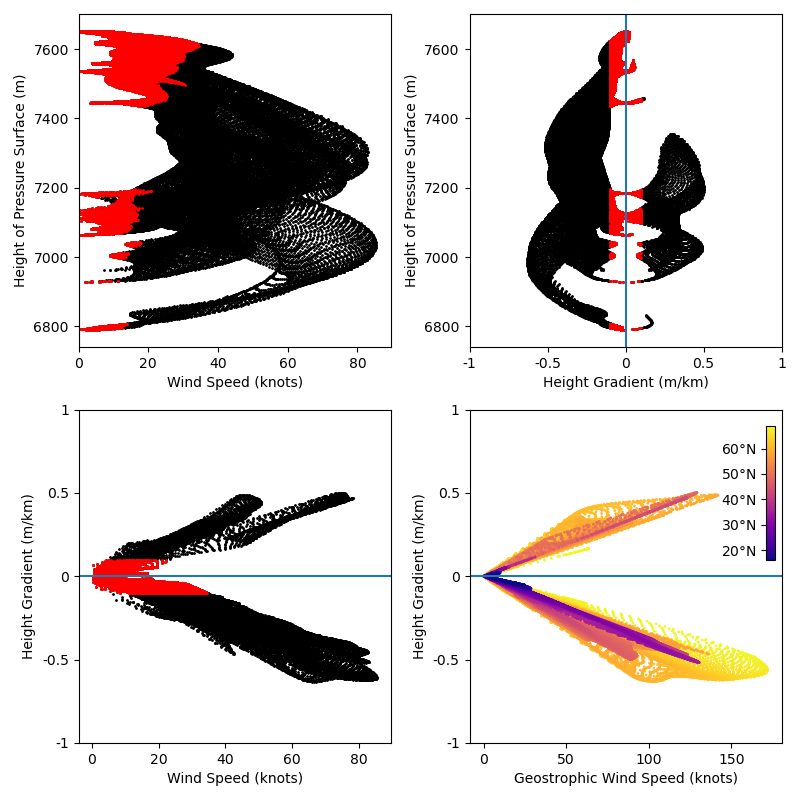 7600
7400
7200
7000
6800
Height of Pressure Surface (m)
0 20 40 60 80
Wind Speed (knots)
7600
7400
7200
7000
6800
Height of Pressure Surface (m)
-1 -0.5 0 0.5 1
Height Gradient (m/km)
1
0.5
0
-0.5
-1
Height Gradient (m/km)
0 20 40 60 80
Wind Speed (knots)
1
0.5
0
-0.5
-1
Height Gradient (m/km)
60°N
50°N
40°N
30°N
20°N
0 50 100 150
Geostrophic Wind Speed (knots)